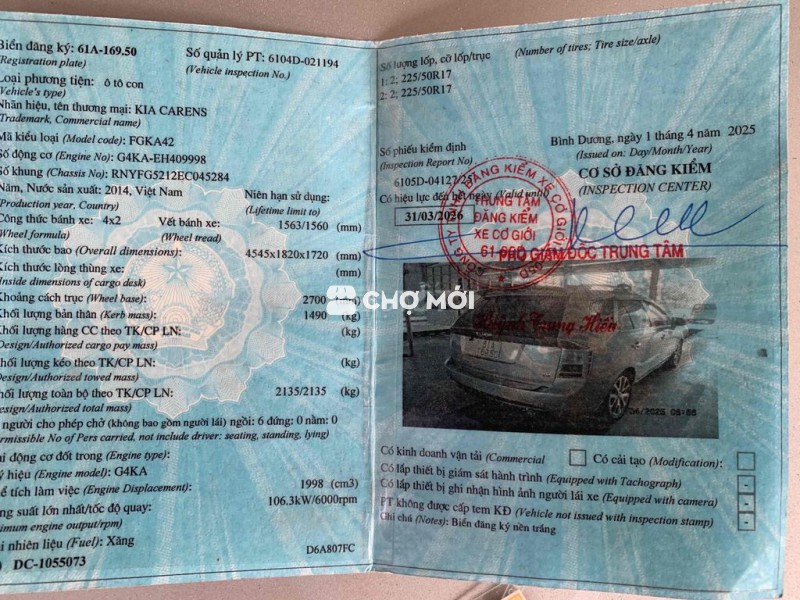 Biển đăng ký: 61A-169.50
Registration plate)
Số quản lý PT: 6104D-021194
(Vehicle inspection No.)
Loại phương tiện: ô tô con
Vehicle's type)
Nhãn hiệu, tên thương mại: KIA CARENS
(Trademark, Commercial name)
Mã kiểu loại (Model code): FGKA42
Số động cơ (Engine No): G4KA-EH409998
Số khung (Chassis No): RNYFG5212EC045284
Năm, Nước sản xuất: 2014, Việt Nam
(Production year, Country)
Niên hạn sử dụng:
(Lifetime limit to)
Công thức bánh xe: 4x2
(Wheel formula)
Vết bánh xe: 1563/1560 (mm)
(Wheel tread)
Kích thước bao (Overall dimensions): 4545x1820x1720 (mm)
Kích thước lòng thùng xe: (mm)
(Inside dimensions of cargo desk)
Khoảng cách trục (Wheel base): 2700
Khối lượng bản thân (Kerb mass): 1490 (kg)
Khối lượng hàng CC theo TK/CP LN: (kg)
Design/Authorized cargo pay mass)
Khối lượng kéo theo TK/CP LN: (kg)
Design/Authorized towed mass)
Khối lượng toàn bộ theo TK/CP LN: 2135/2135 (kg)
Design/Authorized total mass)
người cho phép chở (không bao gồm người lái) ngồi: 6 đứng: 0 nằm: 0
ermissible No of Pers carried, not include driver: seating, standing, lying)
động cơ đốt trong (Engine type):
hiệu (Engine model): G4KA
tích làm việc (Engine Displacement): 1998 (cm3)
suất lớn nhất/tốc độ quay: 106.3kW/6000rpm
mum engine output/rpm)
nhiên liệu (Fuel): Xăng
D6A807FC
DC-1055073
Số lượng lốp, cỡ lốp/trục
(Number of tires; Tire size/axle)
1: 2; 225/50R17
2: 2; 225/50R17
Bình Dương, ngày 1 tháng 4 năm 2025
(Issued on: Day/Month/Year)
Số phiếu kiểm định
(Inspection Report No)
6105D-04127/25
CƠ SỞ ĐĂNG KIỂM
(INSPECTION CENTER)
Có hiệu lực đến hết ngày (Valid until)
31/03/2026
TRUNG TÂM
ĐĂNG KIỂM
XE CƠ GIỚI
61-05D
PHÓ GIÁM ĐỐC TRUNG TÂM
CHỢ MỚI
Huỳnh Trung Hiến
Có kinh doanh vận tải (Commercial
Có cải tạo (Modification):
Có lắp thiết bị giám sát hành trình (Equipped with Tachograph)
Có lắp thiết bị ghi nhận hình ảnh người lái xe (Equipped with camera)
PT không được cấp tem KĐ (Vehicle not issued with inspection stamp)
Ghi chú (Notes): Biển đăng ký nền trắng